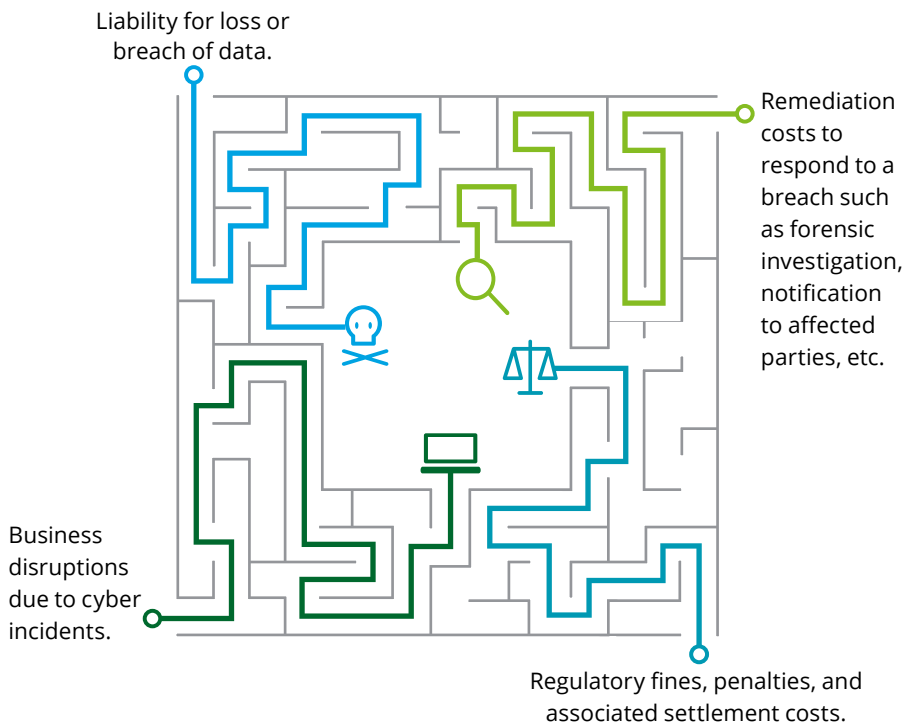 Liability for loss or
breach of data.
Remediation
costs to
respond to a
breach such
as forensic
investigation,
notification
to affected
parties, etc.
Business
disruptions
due to cyber
incidents.
Regulatory fines, penalties, and
associated settlement costs.